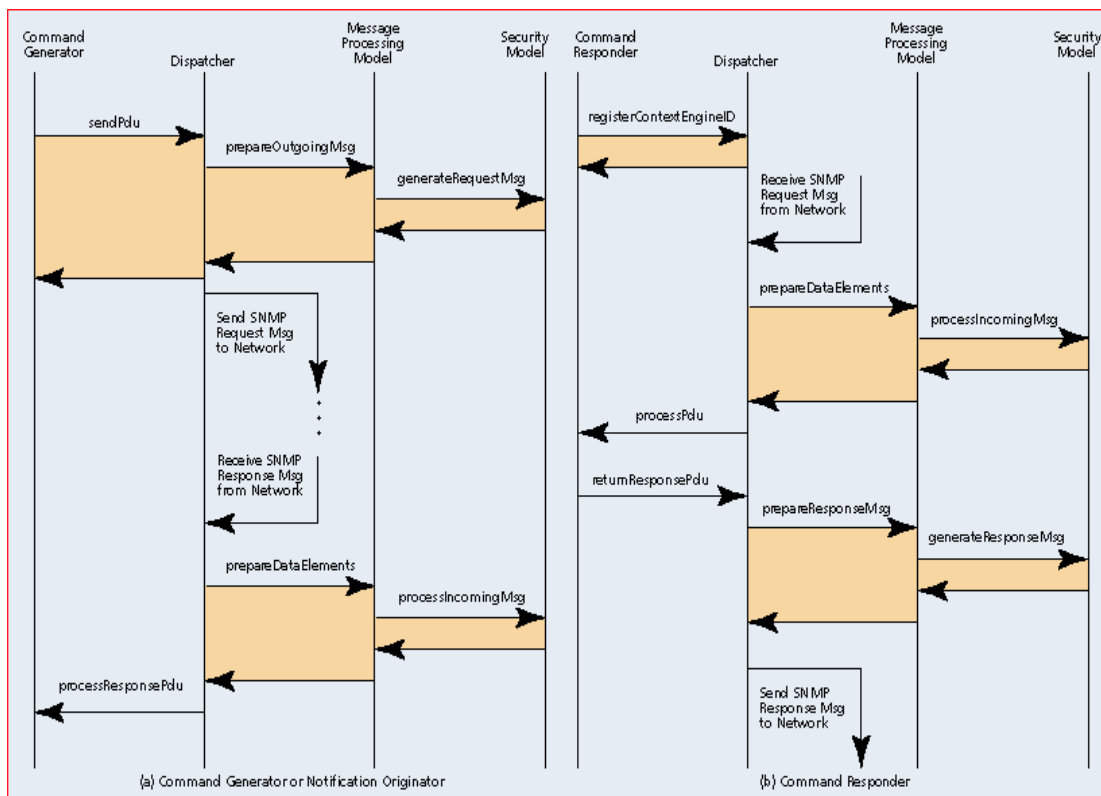 Command
Generator
Dispatcher
Message
Processing
Model
Security
Model
sendPdu
prepareOutgoingMsg
generateRequestMsg
Send SNMP
Request Msg
to Network
Receive SNMP
Response Msg
from Network
prepareDataElements
processIncomingMsg
processResponsePdu
(a) Command Generator or Notification Originator
Command
Responder
Dispatcher
Message
Processing
Model
Security
Model
registerContextEngineID
Receive SNMP
Request Msg
from Network
prepareDataElements
processIncomingMsg
processPdu
returnResponsePdu
prepareResponseMsg
generateResponseMsg
Send SNMP
Response Msg
to Network
(b) Command Responder